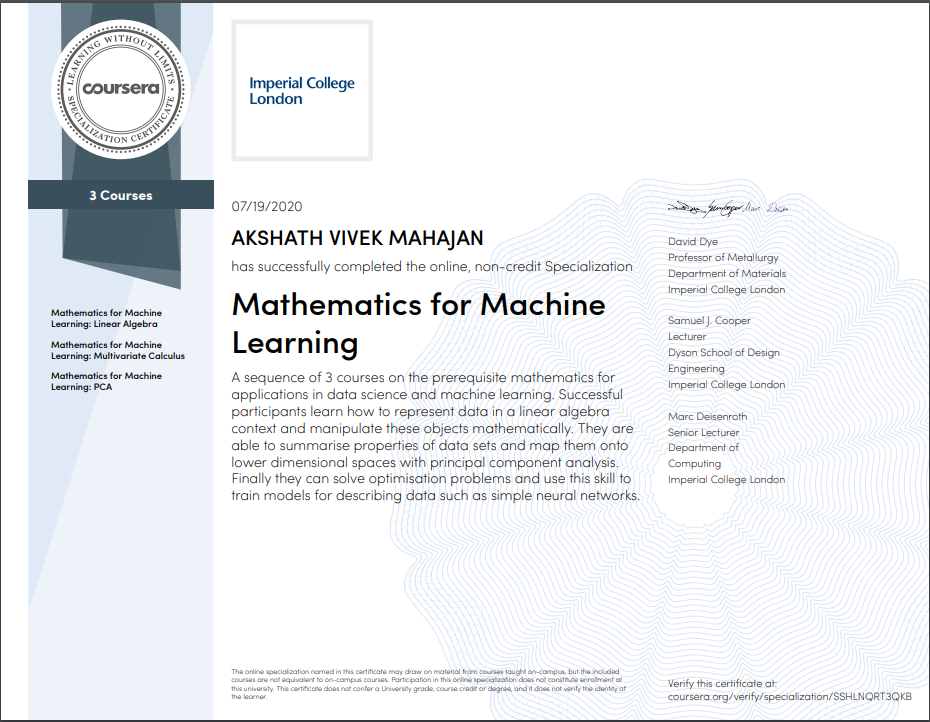 LEARNING WITHOUT LIMITS
coursera
SPECIALIZATION CERTIFICATE
3 Courses
Mathematics for Machine
Learning: Linear Algebra
Mathematics for Machine
Learning: Multivariate Calculus
Mathematics for Machine
Learning: PCA
Imperial College
London
07/19/2020
AKSHATH VIVEK MAHAJAN
has successfully completed the online, non-credit Specialization
Mathematics for Machine
Learning
A sequence of 3 courses on the prerequisite mathematics for
applications in data science and machine learning. Successful
participants learn how to represent data in a linear algebra
context and manipulate these objects mathematically. They are
able to summarise properties of data sets and map them onto
lower dimensional spaces with principal component analysis.
Finally they can solve optimisation problems and use this skill to
train models for describing data such as simple neural networks.
David Dye
Professor of Metallurgy
Department of Materials
Imperial College London
Samuel J. Cooper
Lecturer
Dyson School of Design
Engineering
Imperial College London
Marc Deisenroth
Senior Lecturer
Department of
Computing
Imperial College London
The online specialization named in this certificate may draw on material from courses taught on-campus, but the included
courses are not equivalent to on-campus courses. Participation in this online specialization does not constitute enrollment at
this university. This certificate does not confer a University grade, course credit or degree, and it does not verify the identity of
the learner.
Verify this certificate at:
coursera.org/verify/specialization/SSHLNQRT3QKB